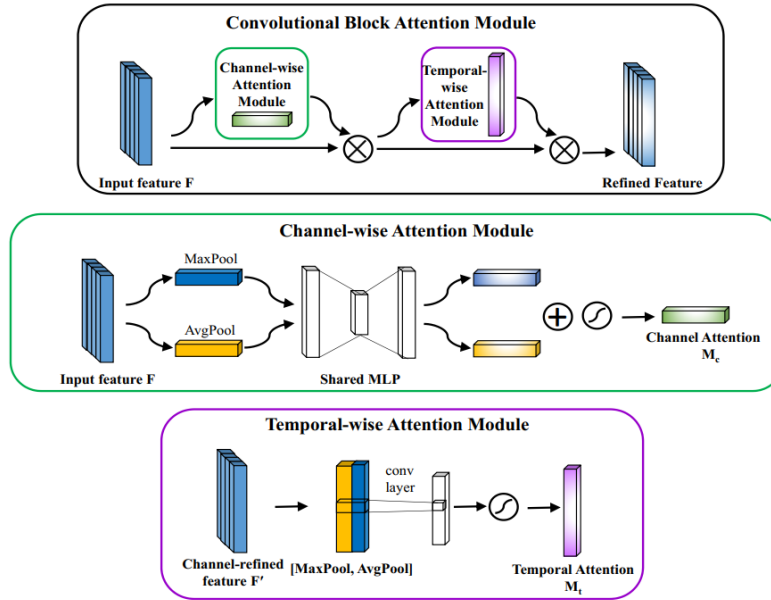 Convolutional Block Attention Module
Channel-wise
Attention
Module
Temporal-
wise
Attention
Module
Input feature F
Refined Feature
Channel-wise Attention Module
MaxPool
AvgPool
Input feature F
Shared MLP
Channel Attention
Mc
Temporal-wise Attention Module
conv
layer
Channel-refined
feature F′
[MaxPool, AvgPool]
Temporal Attention
Mt